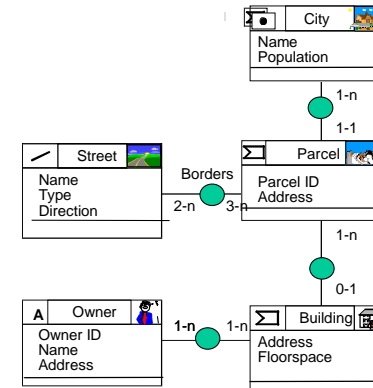 City
Name
Population
1-n
1-1
Street
Name
Type
Direction
Borders
2-n
3-n
Parcel
Parcel ID
Address
1-n
0-1
A Owner
Owner ID
Name
Address
1-n
1-n
Building
Address
Floorspace